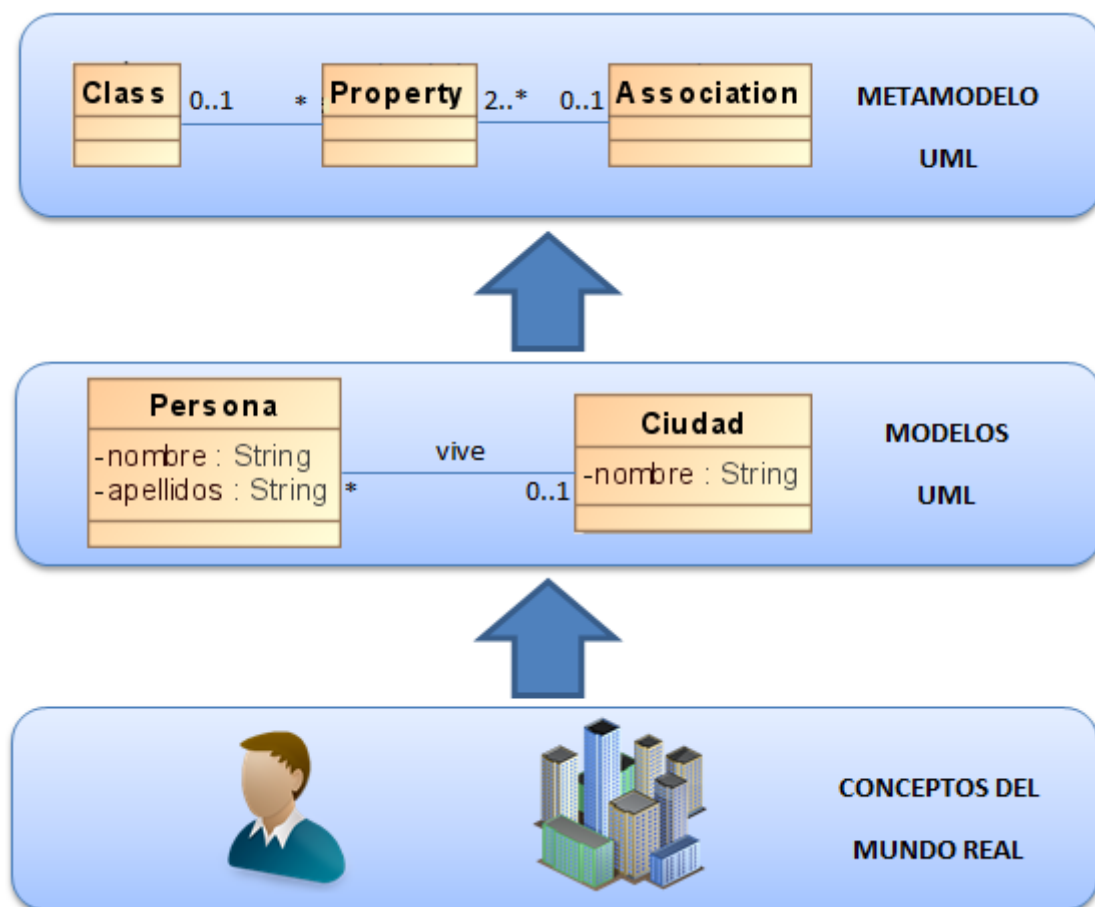 Class
0..1
*
Property
2..*
0..1
Association
METAMODELO
UML
Persona
-nombre : String
-apellidos : String
*
vive
0..1
Ciudad
-nombre : String
MODELOS
UML
CONCEPTOS DEL
MUNDO REAL